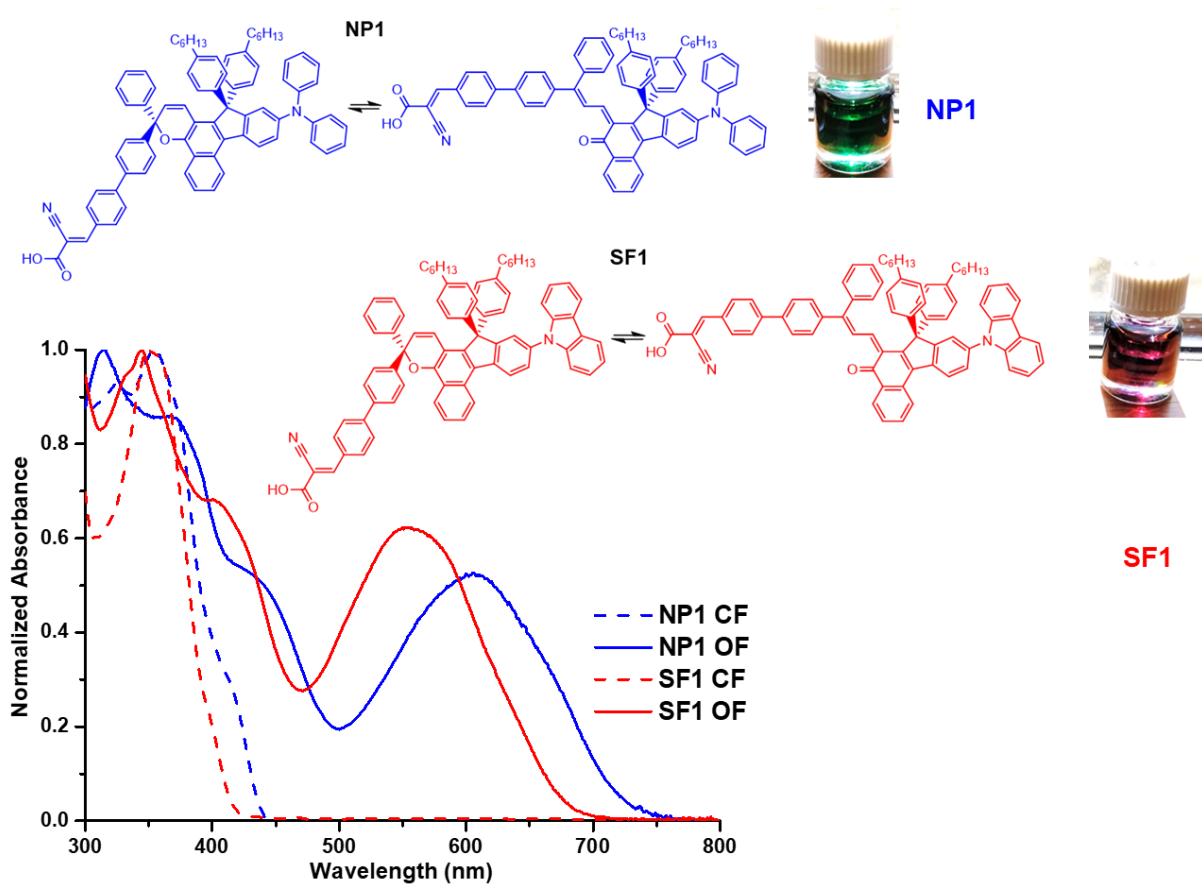 NP1
C6H13
C6H13
N
O
N
HO
O
O
HO
N
O
C6H13
C6H13
N
NP1
SF1
C6H13
C6H13
N
O
N
HO
O
O
HO
N
O
C6H13
C6H13
N
SF1
Normalized Absorbance
1.0
0.8
0.6
0.4
0.2
0.0
300
400
500
600
700
800
Wavelength (nm)
NP1 CF
NP1 OF
SF1 CF
SF1 OF